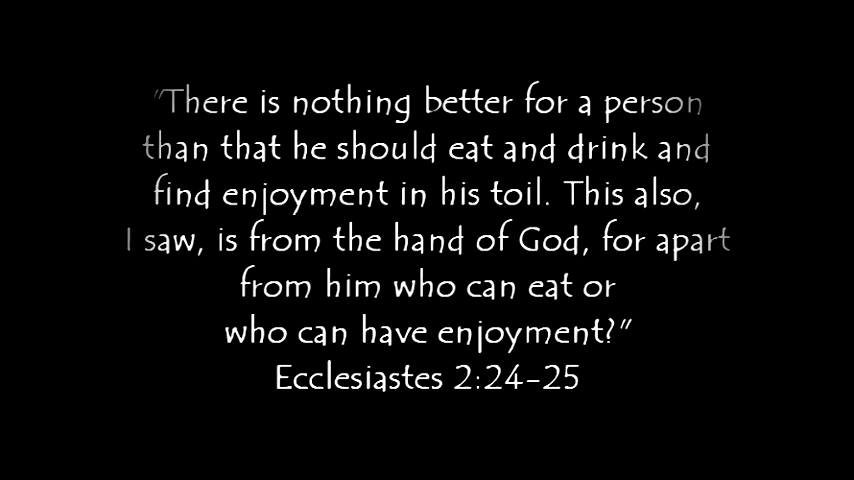 "There is nothing better for a person
than that he should eat and drink and
find enjoyment in his toil. This also,
I saw, is from the hand of God, for apart
from him who can eat or
who can have enjoyment?"
Ecclesiastes 2:24-25